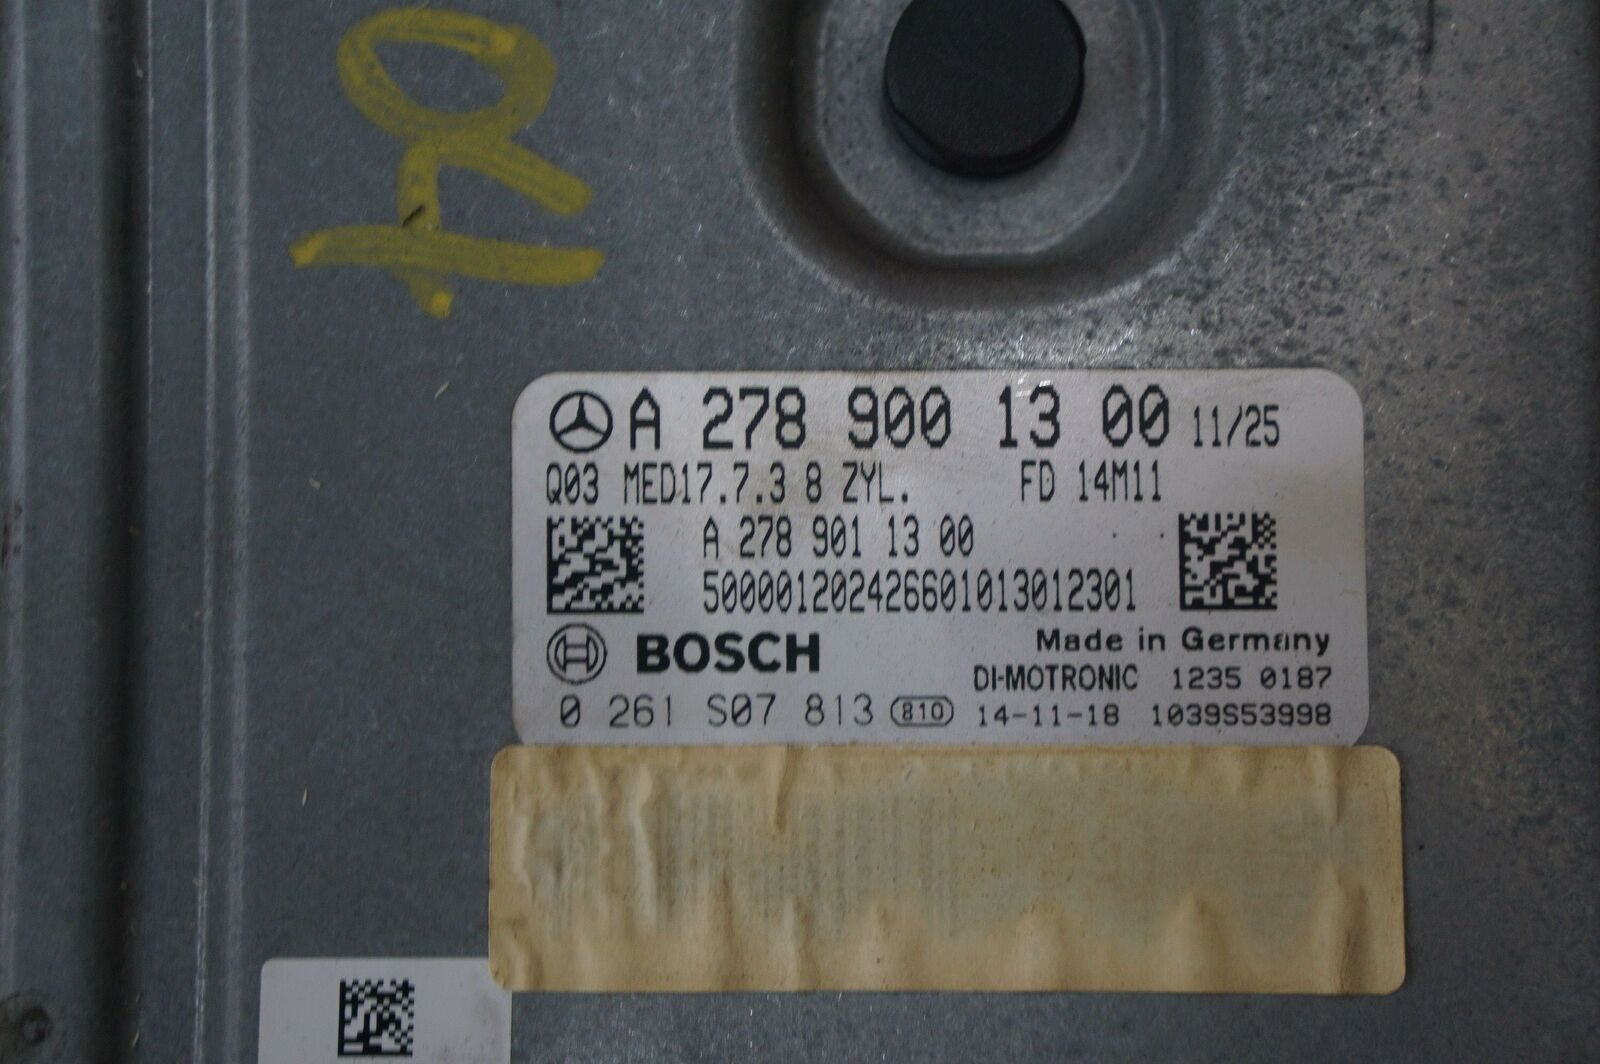 A 278 900 13 00 11/25
Q03 MED17.7.3 8 ZYL. FD 14M11
A 278 901 13 00
500001202426601013012301
BOSCH Made in Germany
DI-MOTRONIC 1235 0187
0 261 S07 813 810 14-11-18 1039S53998